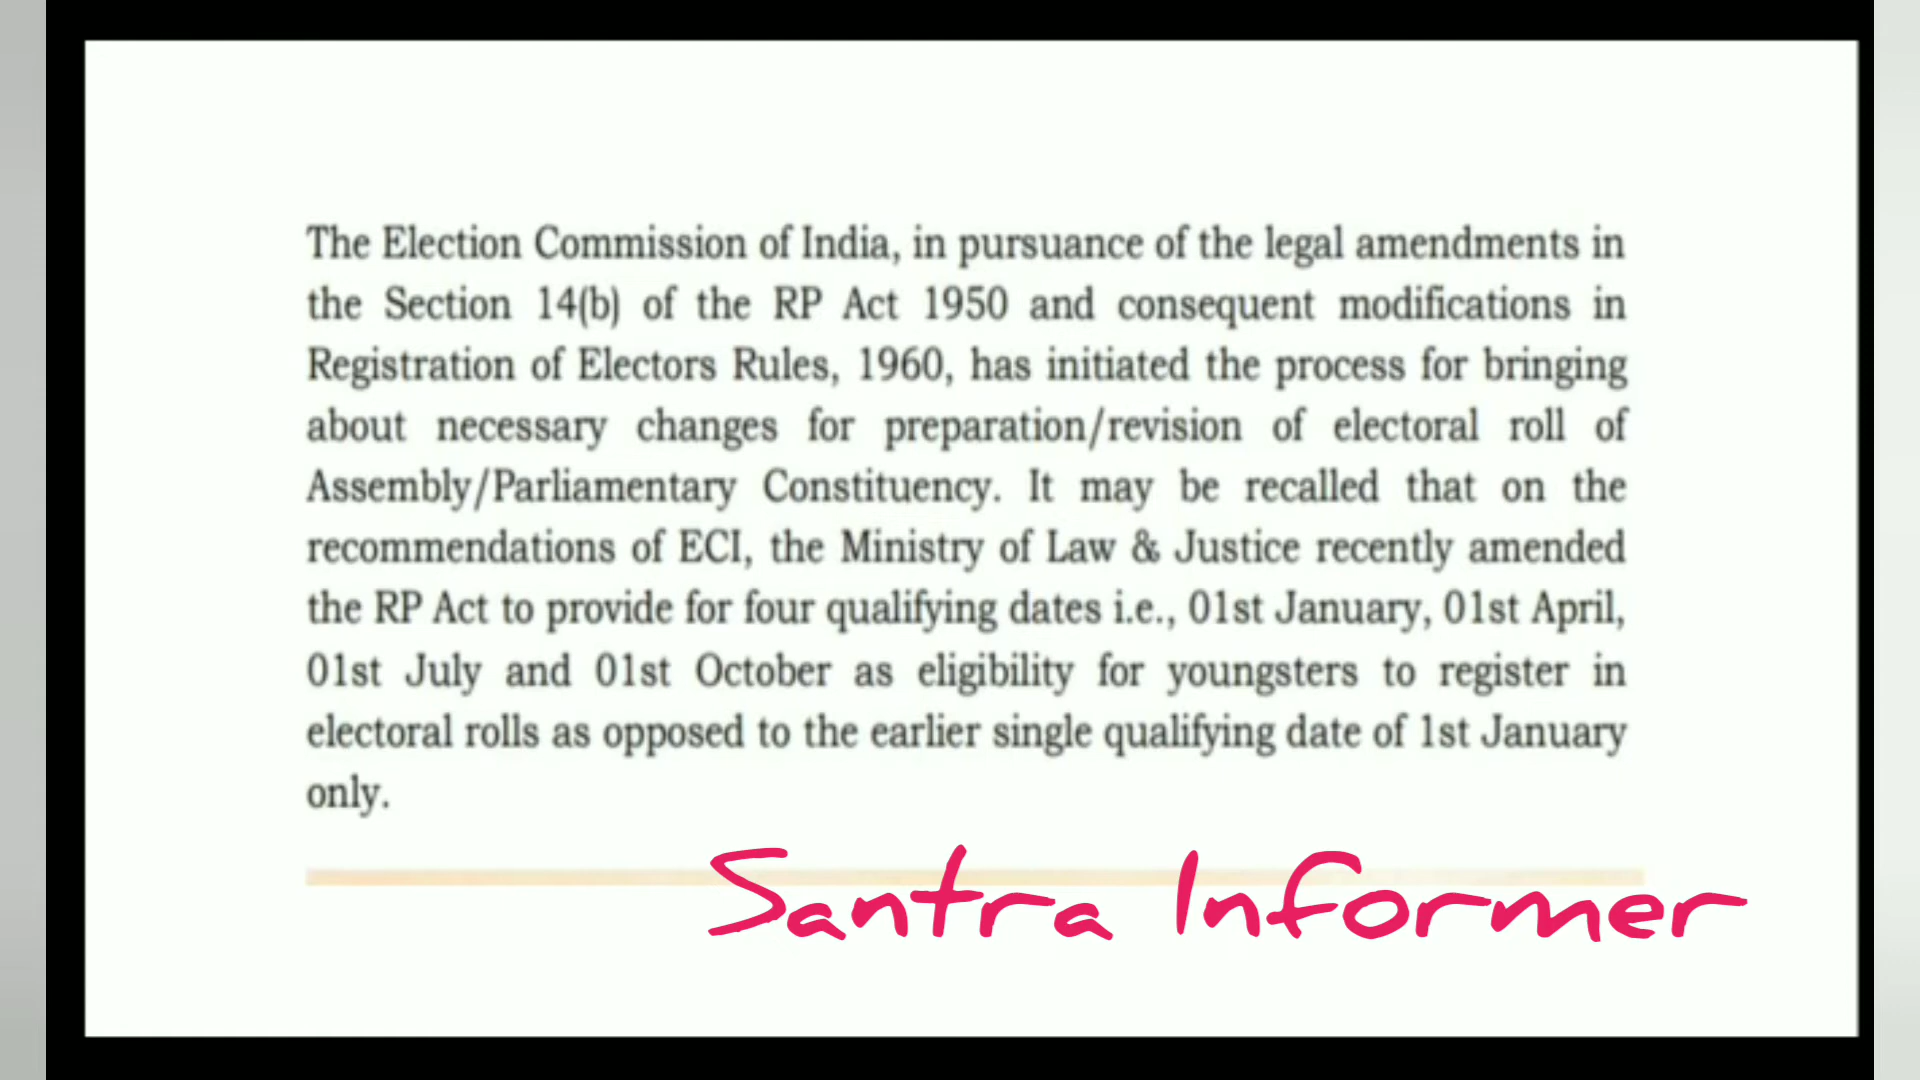 The Election Commission of India, in pursuance of the legal amendments in
the Section 14(b) of the RP Act 1950 and consequent modifications in
Registration of Electors Rules, 1960, has initiated the process for bringing
about necessary changes for preparation/revision of electoral roll of
Assembly/Parliamentary Constituency. It may be recalled that on the
recommendations of ECI, the Ministry of Law & Justice recently amended
the RP Act to provide for four qualifying dates i.e., 01st January, 01st April,
01st July and 01st October as eligibility for youngsters to register in
electoral rolls as opposed to the earlier single qualifying date of 1st January
only.
Santra Informer